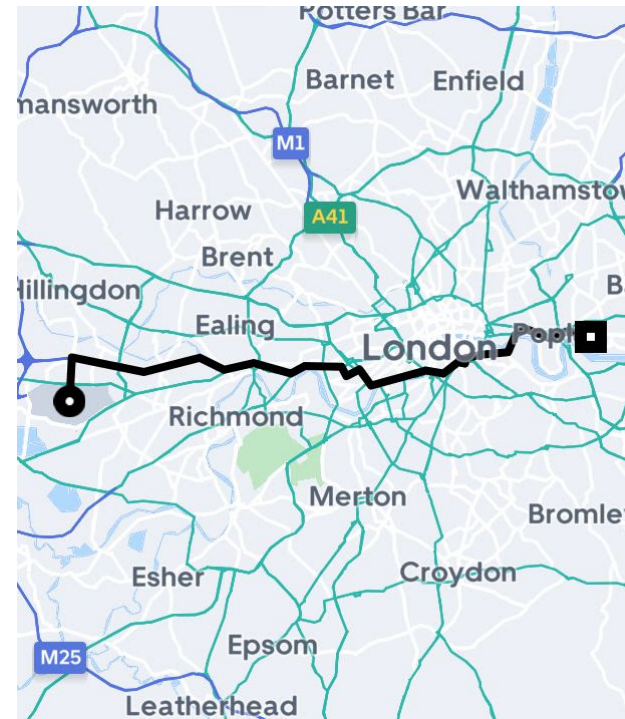 Potters Bar
Barnet
Enfield
mansworth
M1
Walthamstow
Harrow
A41
Brent
Hillingdon
Ba
Ealing
London
Popl
Richmond
Merton
Bromle
Esher
Croydon
Epsom
M25
Leatherhead